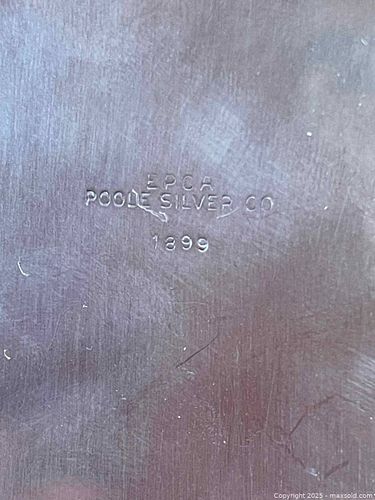 EPCA
POOLE SILVER CO
1899
Copyright 2025 - maxsold.com